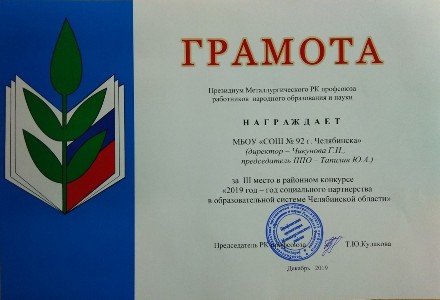 ГРАМОТА
Президиум Металлургического РК профсоюза
работников народного образования и науки
НАГРАЖДАЕТ
МБОУ «СОШ № 92 г. Челябинска»
(директор – Чикунова Г.П.,
председатель ППО – Тапилин Ю.А.)
за III место в районном конкурсе
«2019 год – год социального партнерства
в образовательной системе Челябинской области»
Председатель РК профсоюза Т.Ю.Кулакова
Декабрь 2019